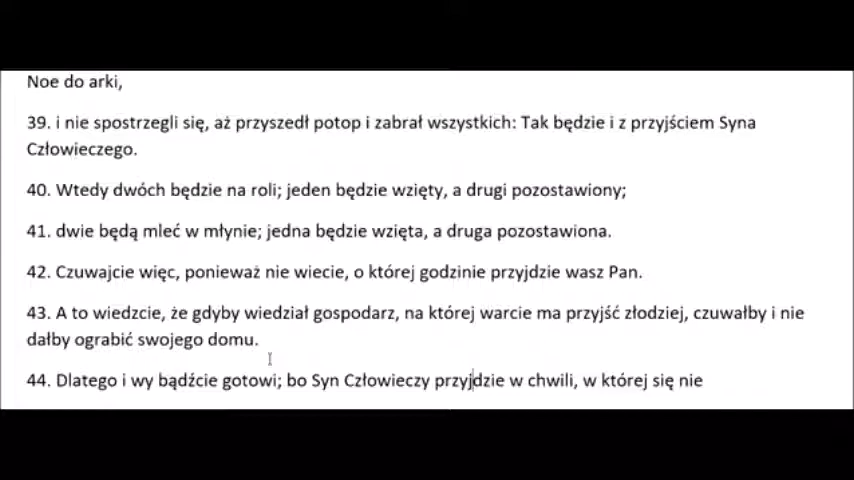 Noe do arki,
39. i nie spostrzegli się, aż przyszedł potop i zabrał wszystkich: Tak będzie i z przyjściem Syna
Człowieczego.
40. Wtedy dwóch będzie na roli; jeden będzie wzięty, a drugi pozostawiony;
41. dwie będą mleć w młynie; jedna będzie wzięta, a druga pozostawiona.
42. Czuwajcie więc, ponieważ nie wiecie, o której godzinie przyjdzie wasz Pan.
43. A to wiedzcie, że gdyby wiedział gospodarz, na której warcie ma przyjść złodziej, czuwałby i nie
dałby ograbić swojego domu.
44. Dlatego i wy bądźcie gotowi; bo Syn Człowieczy przyjdzie w chwili, w której się nie